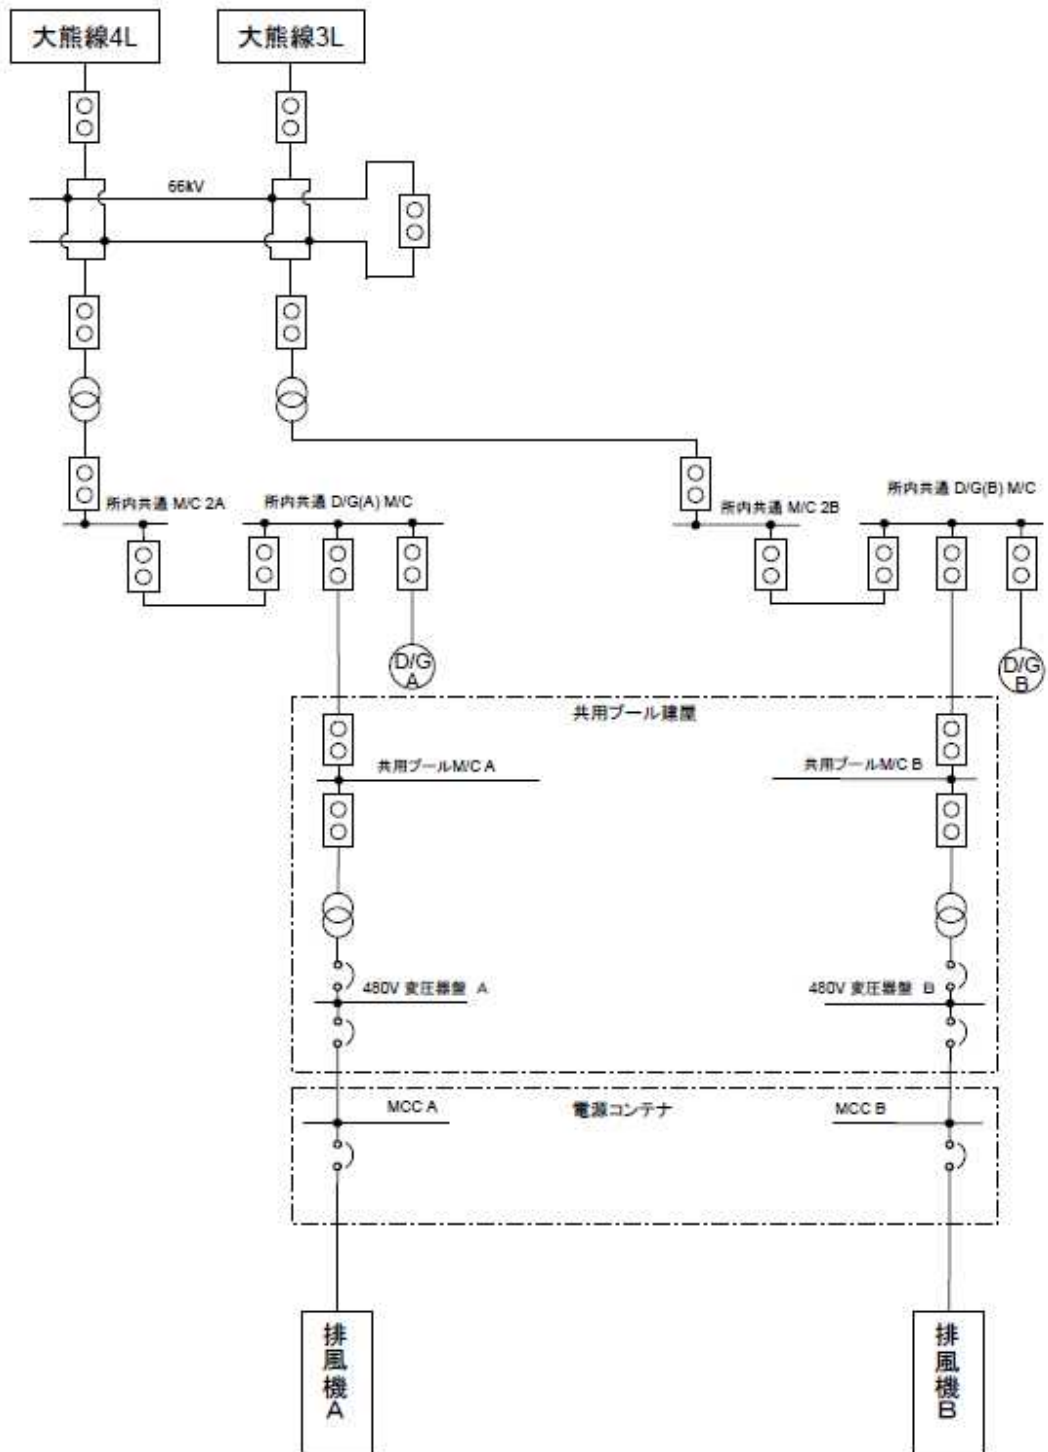 大熊線4L
大熊線3L
66kV
所内共通 M/C 2A
所内共通 D/G(A) M/C
所内共通 M/C 2B
所内共通 D/G(B) M/C
D/G
A
D/G
B
共用プール建屋
共用プールM/C A
共用プールM/C B
480V 変圧器盤 A
480V 変圧器盤 B
MCC A
電源コンテナ
MCC B
排風機A
排風機B